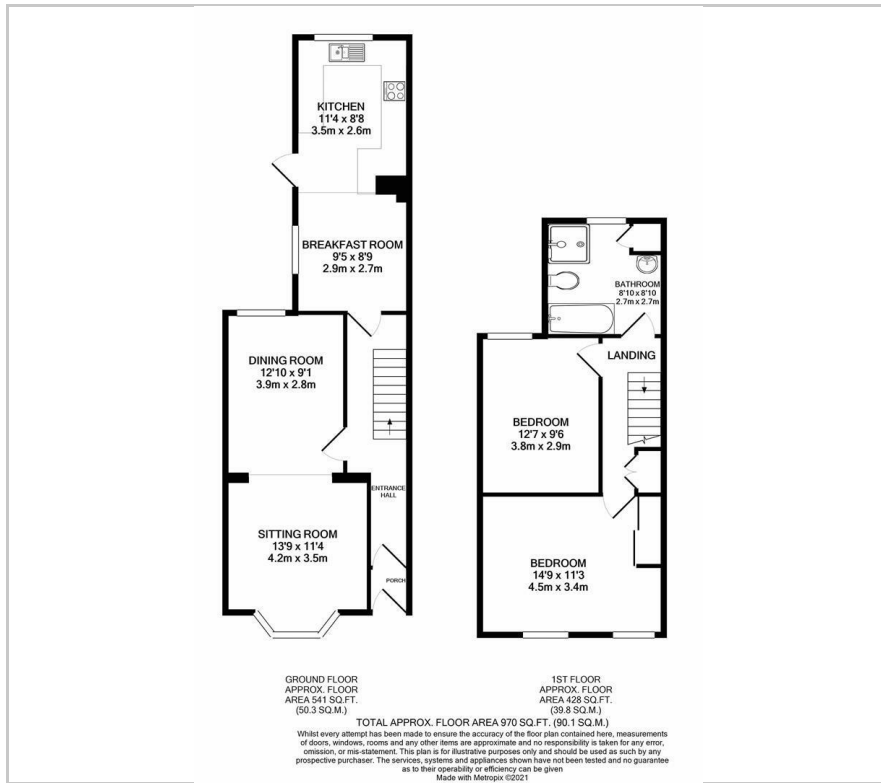 KITCHEN
11'4 x 8'8
3.5m x 2.6m
BREAKFAST ROOM
9'5 x 8'9
2.9m x 2.7m
DINING ROOM
12'10 x 9'1
3.9m x 2.8m
ENTRANCE
HALL
SITTING ROOM
13'9 x 11'4
4.2m x 3.5m
PORCH
GROUND FLOOR
APPROX. FLOOR
AREA 541 SQ.FT.
(50.3 SQ.M.)
BATHROOM
8'10 x 8'10
2.7m x 2.7m
LANDING
BEDROOM
12'7 x 9'6
3.8m x 2.9m
BEDROOM
14'9 x 11'3
4.5m x 3.4m
1ST FLOOR
APPROX. FLOOR
AREA 428 SQ.FT.
(39.8 SQ.M.)
TOTAL APPROX. FLOOR AREA 970 SQ.FT. (90.1 SQ.M.)
Whilst every attempt has been made to ensure the accuracy of the floor plan contained here, measurements
of doors, windows, rooms and any other items are approximate and no responsibility is taken for any error,
omission, or mis-statement. This plan is for illustrative purposes only and should be used as such by any
prospective purchaser. The services, systems and appliances shown have not been tested and no guarantee
as to their operability or efficiency can be given
Made with Metropix ©2021